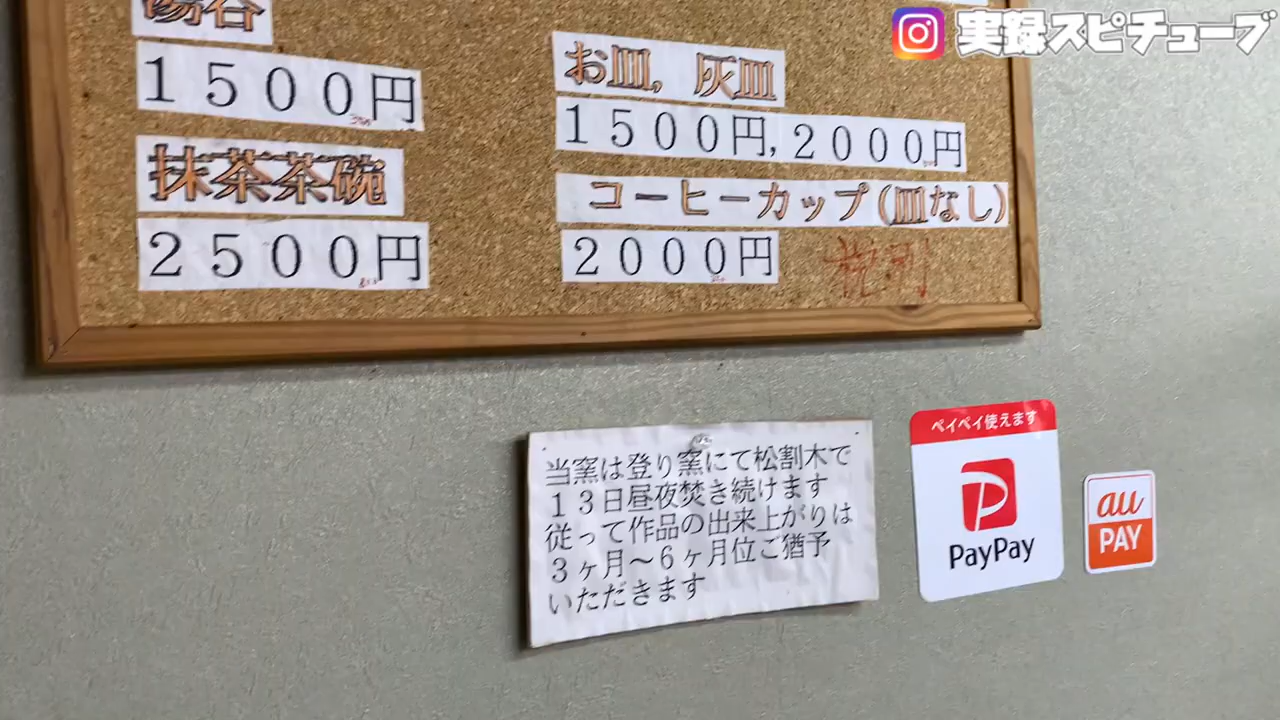 実録スピチューブ
湯呑
1500円
抹茶茶碗
2500円
お皿, 灰皿
1500円,2000円
コーヒーカップ(皿なし)
2000円
税別
当窯は登り窯にて松割木で
13日昼夜焚き続けます
従って作品の出来上がりは
3ヶ月〜6ヶ月位ご猶予
いただきます
ペイペイ使えます
PayPay
au
PAY